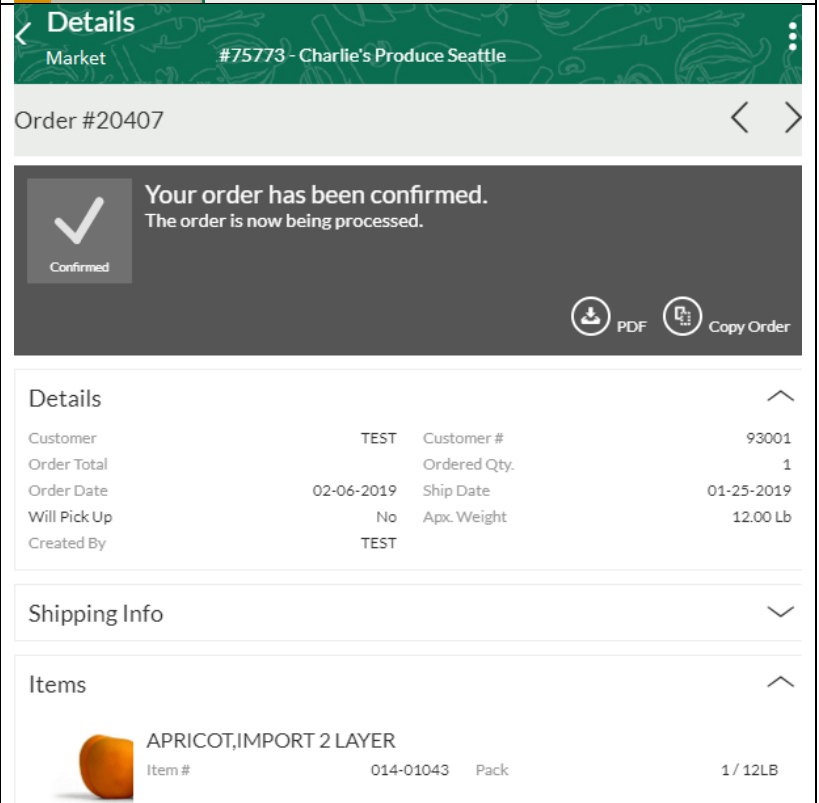 Details
Market #75773 - Charlie's Produce Seattle
Order #20407
Your order has been confirmed.
The order is now being processed.
Confirmed
PDF Copy Order
Details
Customer TEST Customer # 93001
Order Total Ordered Qty. 1
Order Date 02-06-2019 Ship Date 01-25-2019
Will Pick Up No Apx. Weight 12.00 Lb
Created By TEST
Shipping Info
Items
APRICOT,IMPORT 2 LAYER
Item # 014-01043 Pack 1 / 12LB